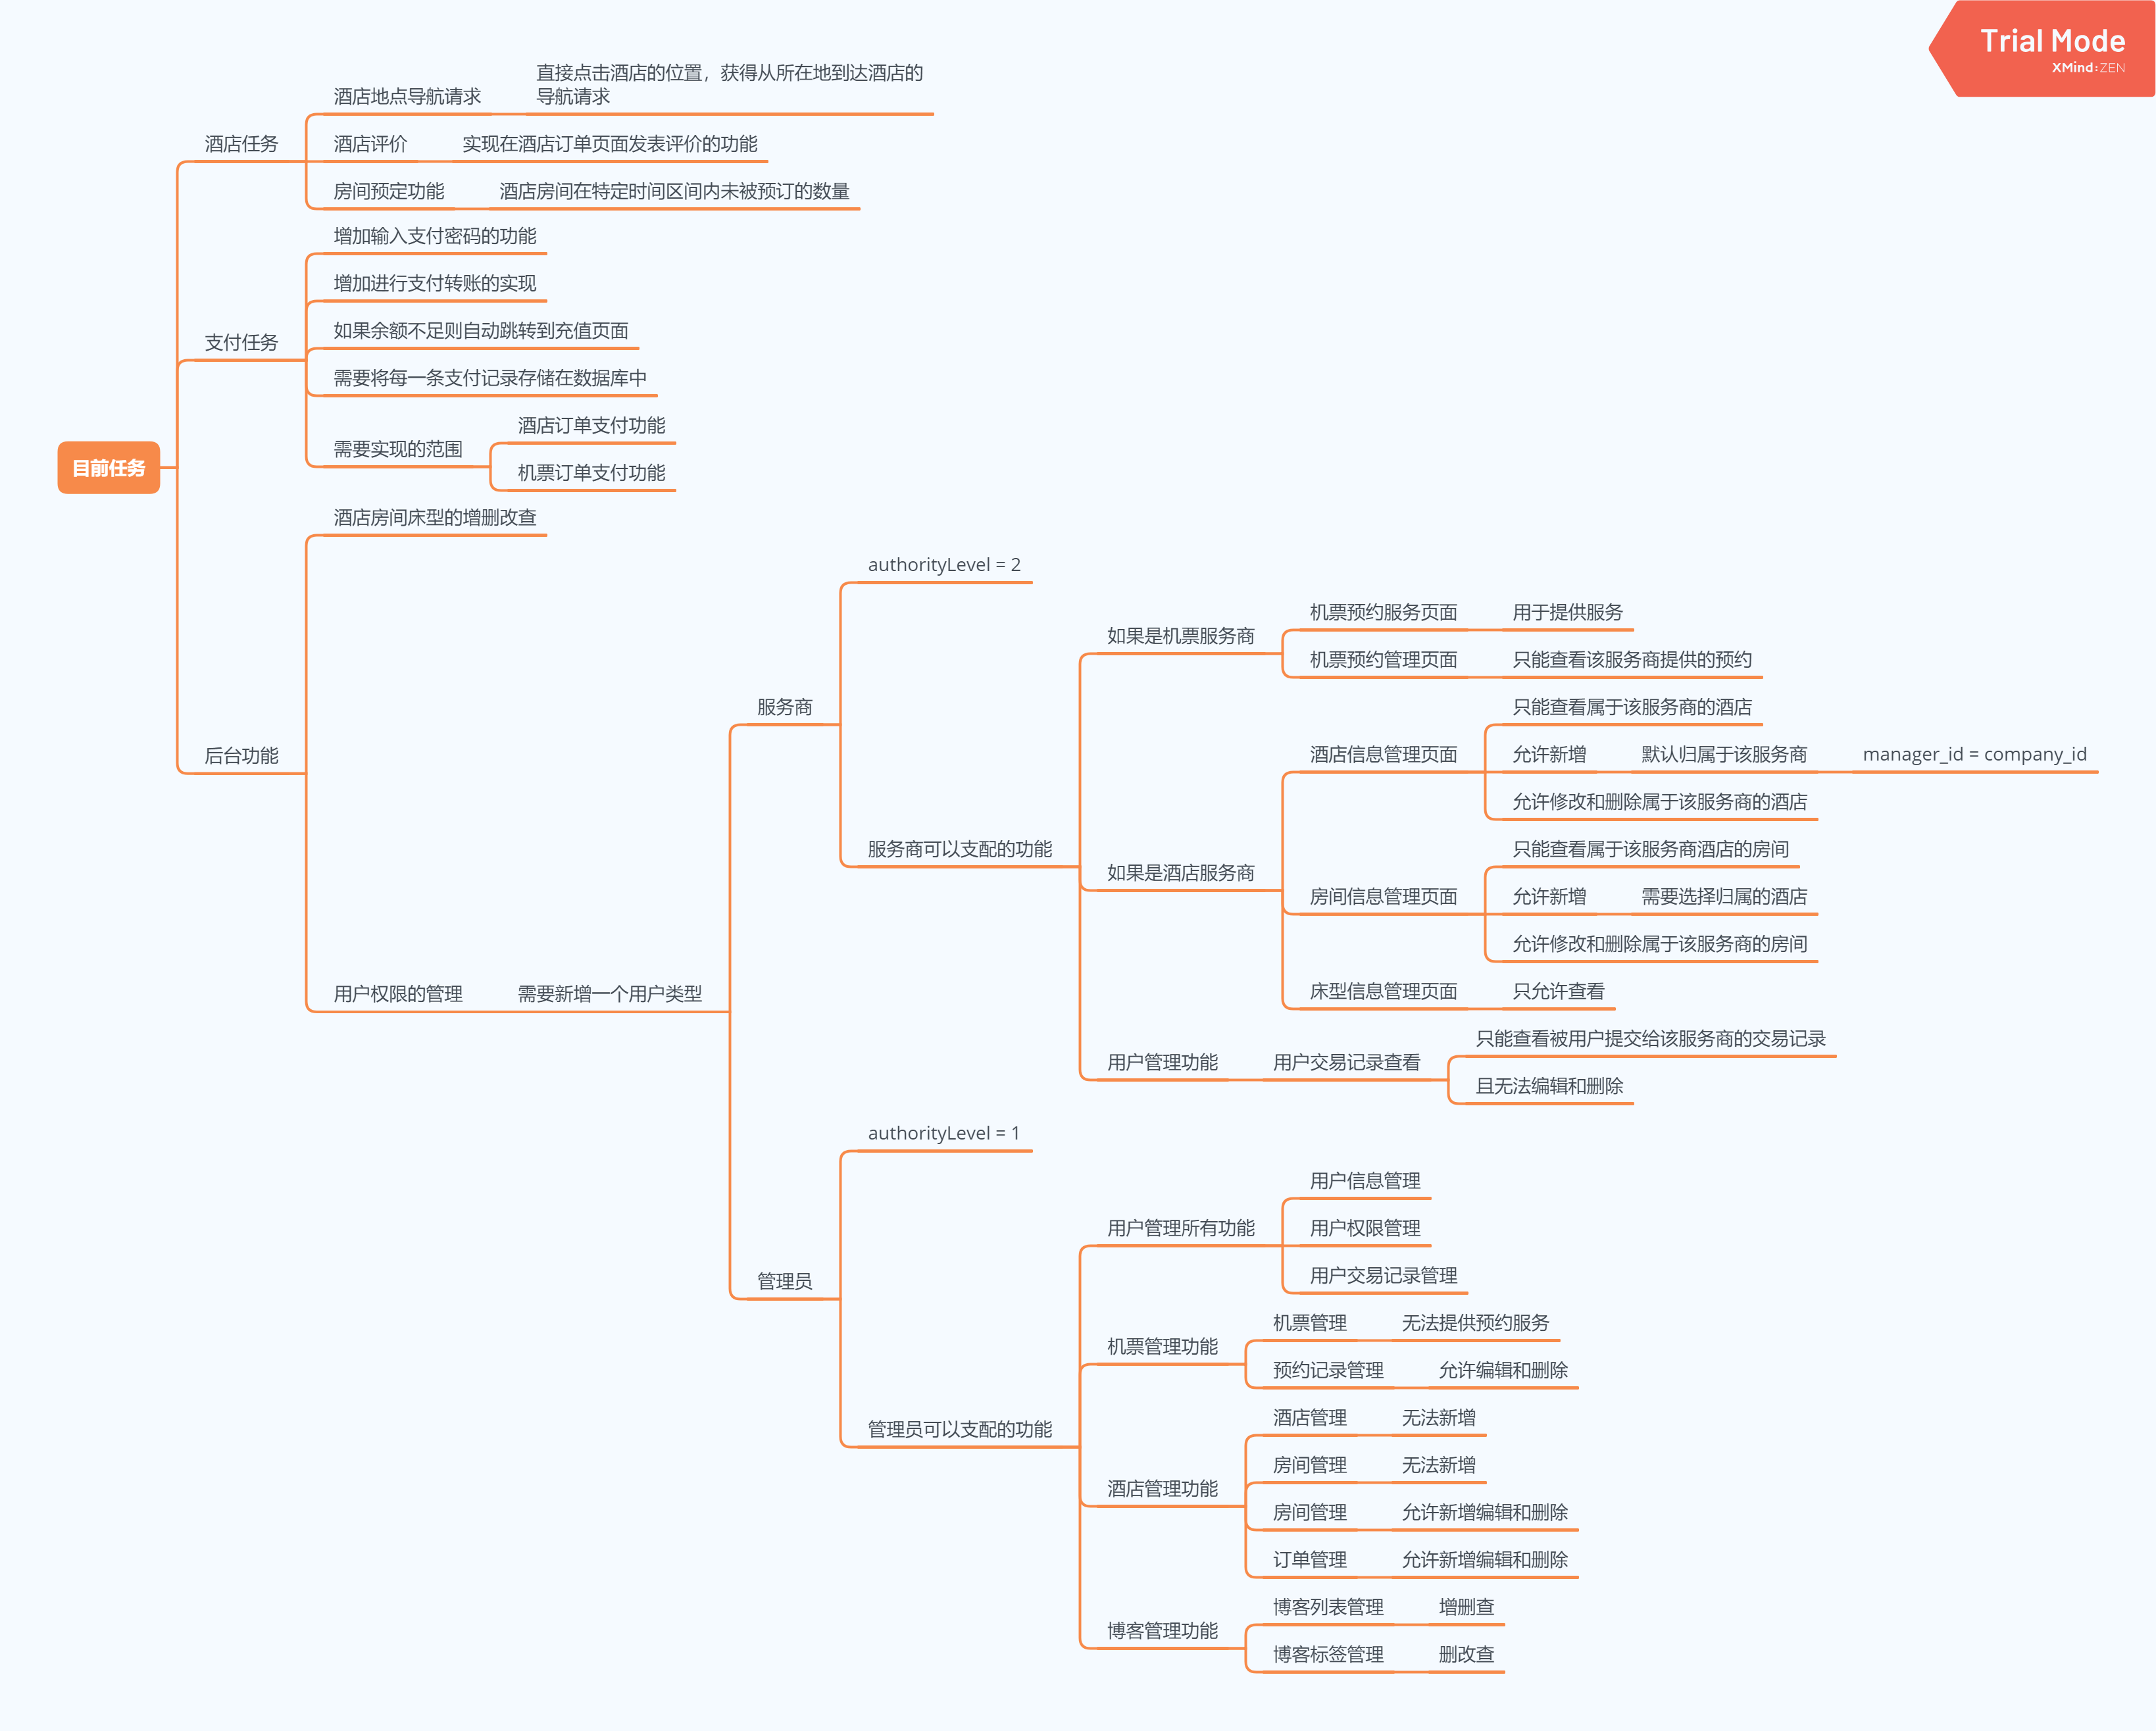 Trial Mode
XMind:ZEN
目前任务
酒店任务
酒店地点导航请求
直接点击酒店的位置，获得从所在地到达酒店的
导航请求
酒店评价
实现在酒店订单页面发表评价的功能
房间预定功能
酒店房间在特定时间区间内未被预订的数量
支付任务
增加输入支付密码的功能
增加进行支付转账的实现
如果余额不足则自动跳转到充值页面
需要将每一条支付记录存储在数据库中
需要实现的范围
酒店订单支付功能
机票订单支付功能
后台功能
酒店房间床型的增删改查
用户权限的管理
需要新增一个用户类型
服务商
authorityLevel = 2
服务商可以支配的功能
如果是机票服务商
机票预约服务页面
用于提供服务
机票预约管理页面
只能查看该服务商提供的预约
如果是酒店服务商
酒店信息管理页面
只能查看属于该服务商的酒店
允许新增
默认归属于该服务商
manager_id = company_id
允许修改和删除属于该服务商的酒店
房间信息管理页面
只能查看属于该服务商酒店的房间
允许新增
需要选择归属的酒店
允许修改和删除属于该服务商的房间
床型信息管理页面
只允许查看
用户管理功能
用户交易记录查看
只能查看被用户提交给该服务商的交易记录
且无法编辑和删除
管理员
authorityLevel = 1
管理员可以支配的功能
用户管理所有功能
用户信息管理
用户权限管理
用户交易记录管理
机票管理功能
机票管理
无法提供预约服务
预约记录管理
允许编辑和删除
酒店管理功能
酒店管理
无法新增
房间管理
无法新增
房间管理
允许新增编辑和删除
订单管理
允许新增编辑和删除
博客管理功能
博客列表管理
增删查
博客标签管理
删改查